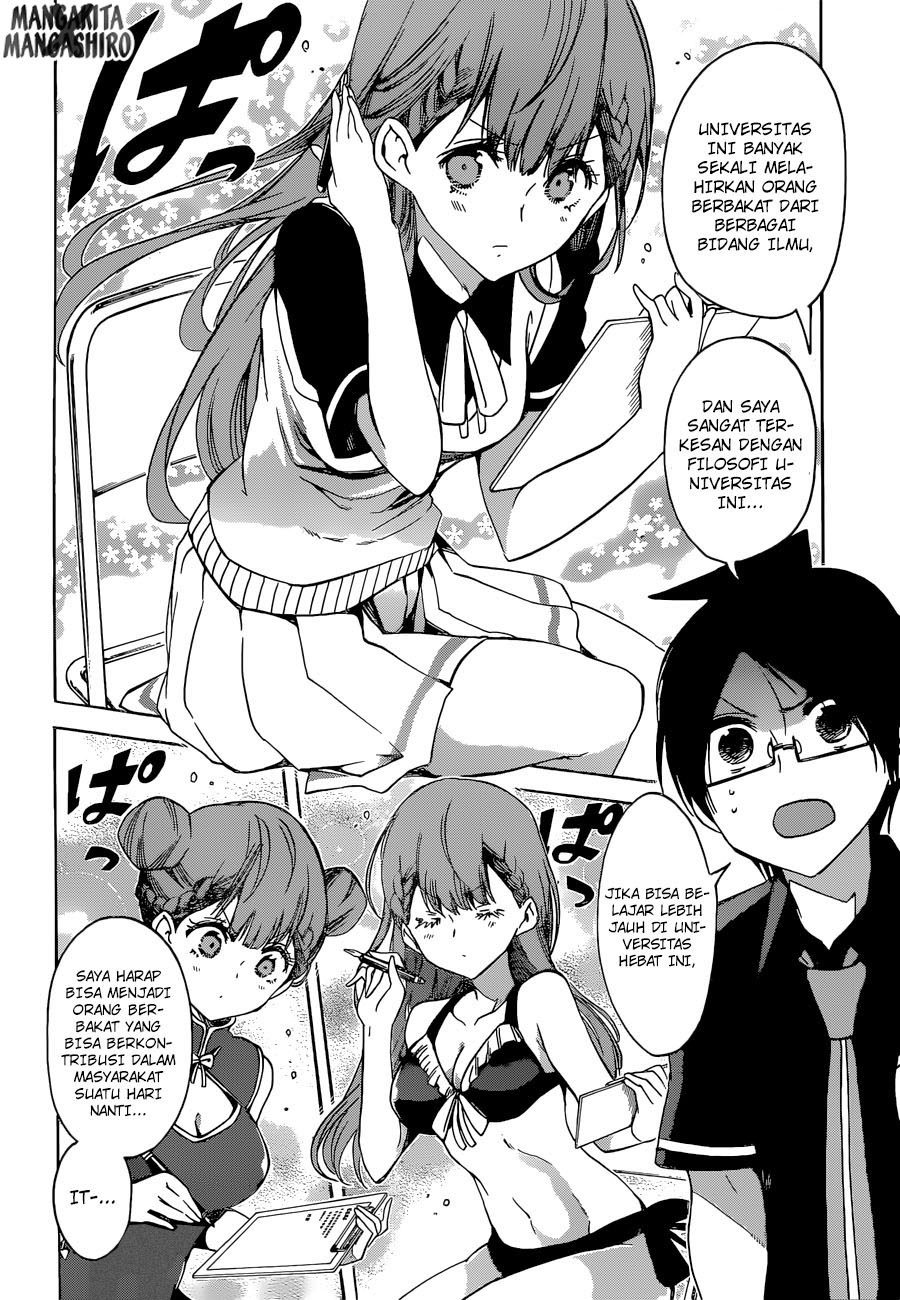 MANGAKITA
MANGASHIRO
ぱっ
UNIVERSITAS
INI BANYAK
SEKALI MELA-
HIRKAN ORANG
BERBAKAT DARI
BERBAGAI
BIDANG ILMU,
DAN SAYA
SANGAT TER-
KESAN DENGAN
FILOSOFI U-
NIVERSITAS
INI...
ぱっ
JIKA BISA BE-
LAJAR LEBIH
JAUH DI UNI-
VERSITAS
HEBAT INI,
ぱっ
SAYA HARAP
BISA MENJADI
ORANG BER-
BAKAT YANG
BISA BERKON-
TRIBUSI DALAM
MASYARAKAT
SUATU HARI
NANTI...
IT-...